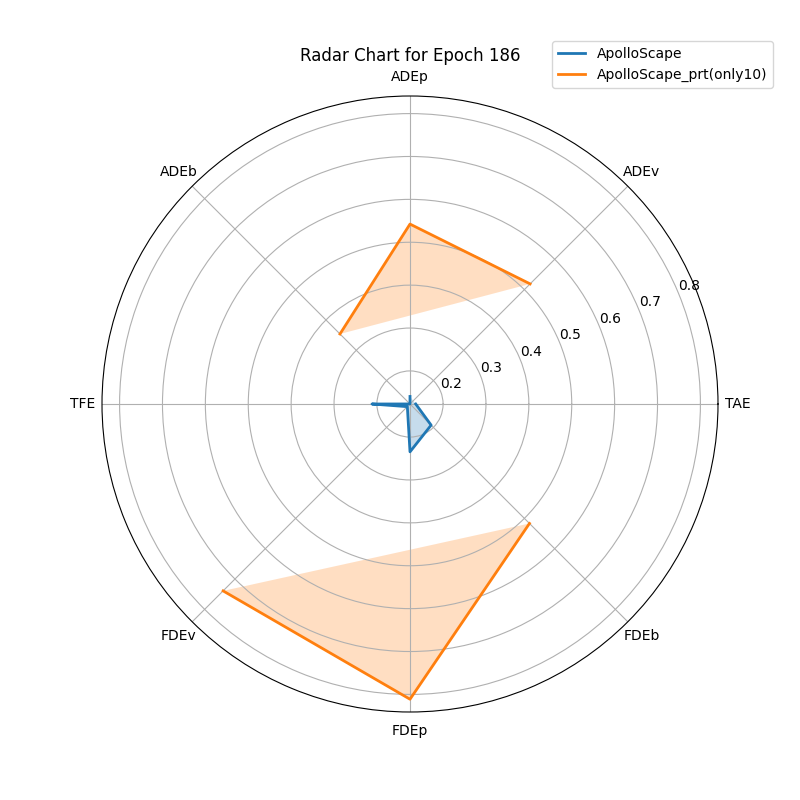 Radar Chart for Epoch 186
ApolloScape
ApolloScape_prt(only10)
ADEp
ADEb
ADEv
0.8
0.7
0.6
0.5
0.4
0.3
0.2
TFE
TAE
FDEv
FDEb
FDEp